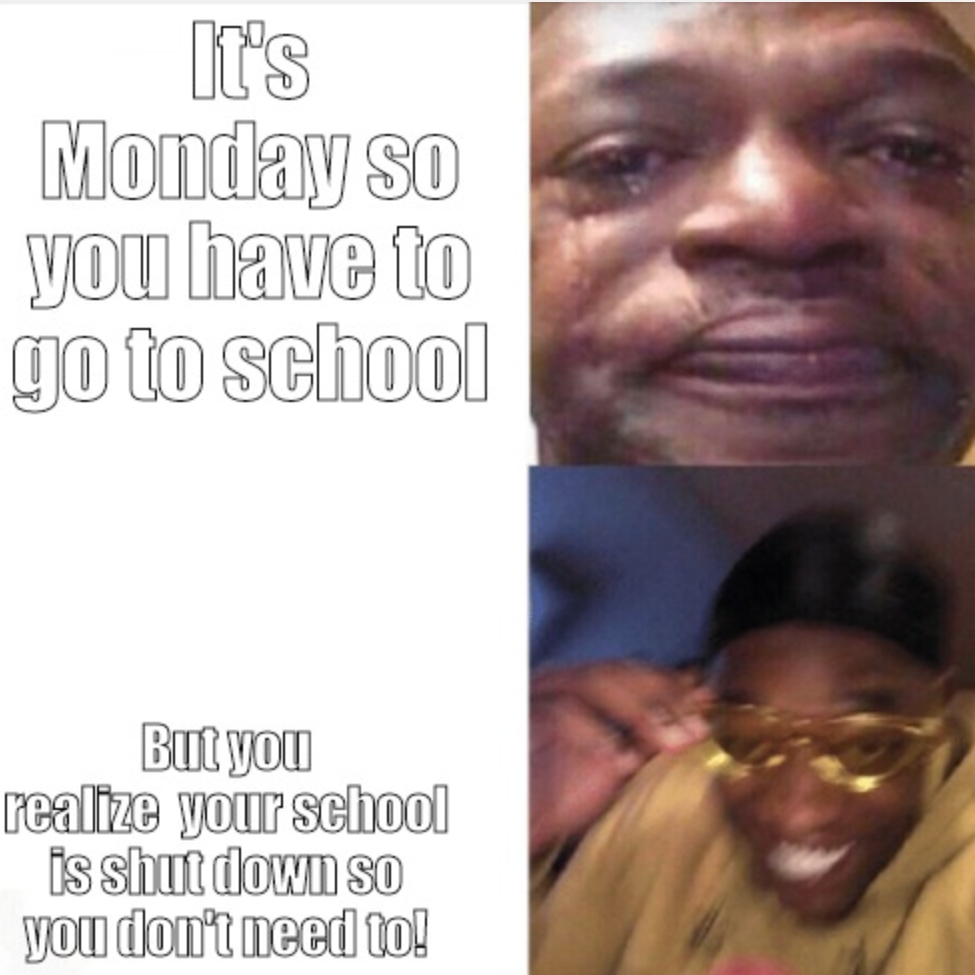 It's
Monday so
you have to
go to school
But you
realize  your school
is shut down so
you don't need to!